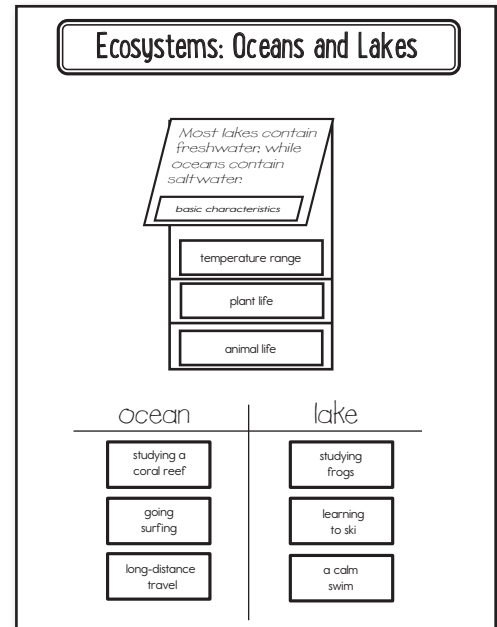 Ecosystems: Oceans and Lakes
Most lakes contain
freshwater, while
oceans contain
saltwater.
basic characteristics
temperature range
plant life
animal life
ocean
lake
studying a
coral reef
studying
frogs
going
surfing
learning
to ski
long-distance
travel
a calm
swim